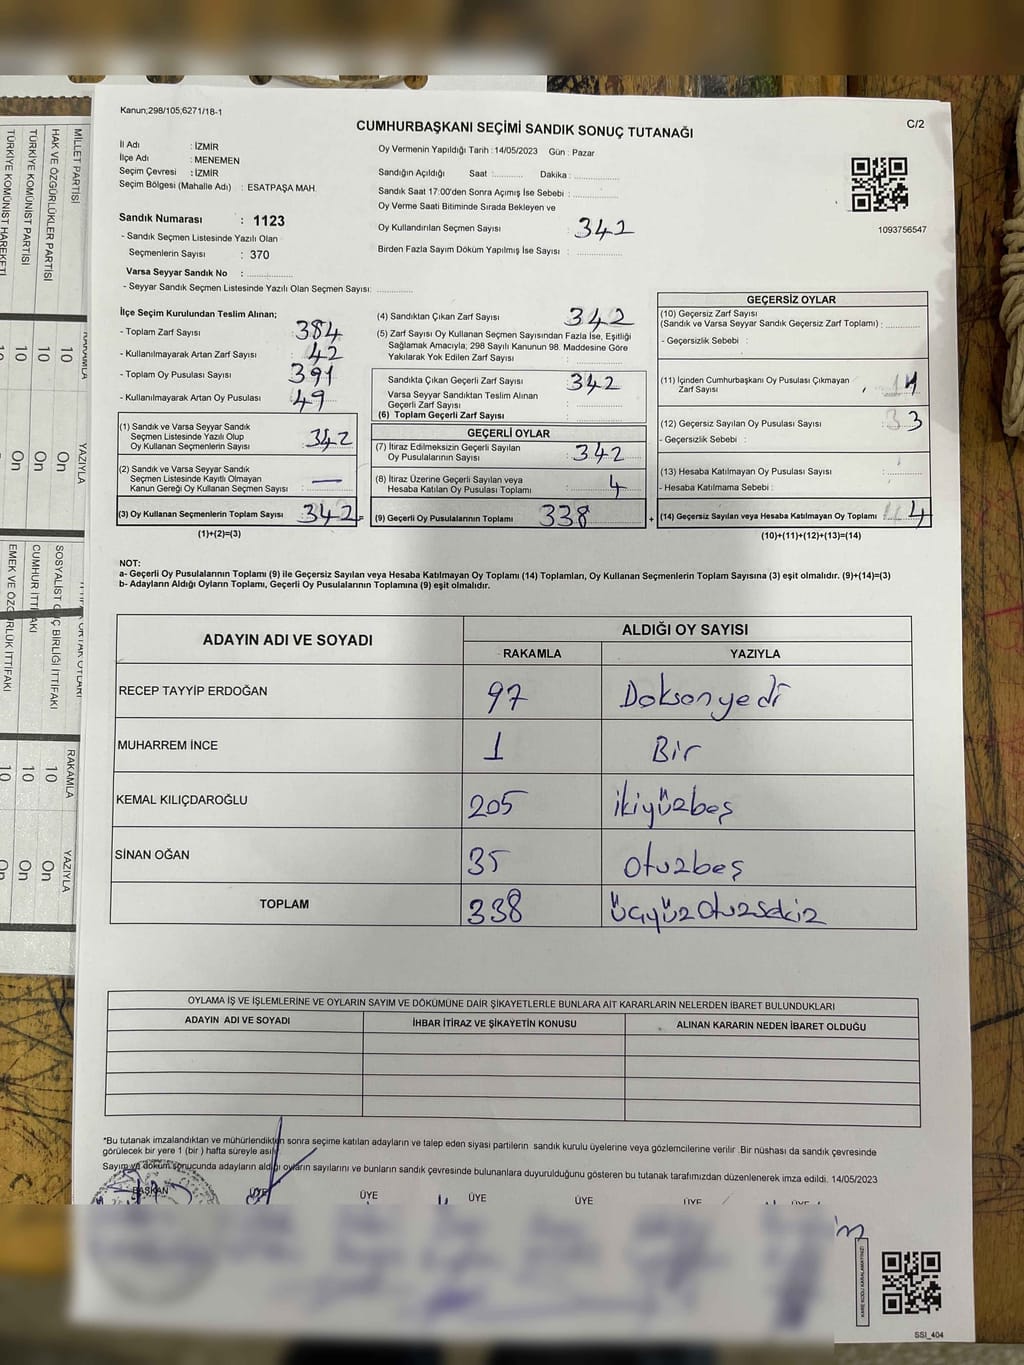 Kanun;298/105,6271/18-1
CUMHURBAŞKANI SEÇİMİ SANDIK SONUÇ TUTANAĞI
C/2
İl Adı : İZMİR
İlçe Adı : MENEMEN
Seçim Çevresi : İZMİR
Seçim Bölgesi (Mahalle Adı) : ESATPAŞA MAH.
Sandık Numarası : 1123
- Sandık Seçmen Listesinde Yazılı Olan
Seçmenlerin Sayısı : 370
Varsa Seyyar Sandık No :
- Seyyar Sandık Seçmen Listesinde Yazılı Olan Seçmen Sayısı:
Oy Vermenin Yapıldığı Tarih : 14/05/2023 Gün : Pazar
Sandığın Açıldığı Saat : Dakika :
Sandık Saat 17:00'den Sonra Açımış İse Sebebi :
Oy Verme Saati Bitiminde Sırada Bekleyen ve
Oy Kullandırılan Seçmen Sayısı : 342
Birden Fazla Sayım Döküm Yapılmış İse Sayısı :
1093756547
İlçe Seçim Kurulundan Teslim Alınan;
- Toplam Zarf Sayısı : 384
- Kullanılmayarak Artan Zarf Sayısı : 42
- Toplam Oy Pusulası Sayısı : 391
- Kullanılmayarak Artan Oy Pusulası : 49
(1) Sandık ve Varsa Seyyar Sandık
Seçmen Listesinde Yazılı Olup
Oy Kullanan Seçmenlerin Sayısı : 342
(2) Sandık ve Varsa Seyyar Sandık
Seçmen Listesinde Kayıtlı Olmayan
Kanun Gereği Oy Kullanan Seçmen Sayısı : —
(3) Oy Kullanan Seçmenlerin Toplam Sayısı : 342 =
(1)+(2)=(3)
(4) Sandıktan Çıkan Zarf Sayısı : 342
(5) Zarf Sayısı Oy Kullanan Seçmen Sayısından Fazla İse, Eşitliği
Sağlamak Amacıyla, 298 Sayılı Kanunun 98. Maddesine Göre
Yakılarak Yok Edilen Zarf Sayısı :
Sandıkta Çıkan Geçerli Zarf Sayısı : 342
Varsa Seyyar Sandıktan Teslim Alınan
Geçerli Zarf Sayısı :
(6) Toplam Geçerli Zarf Sayısı :
GEÇERLİ OYLAR
(7) İtiraz Edilmeksizin Geçerli Sayılan
Oy Pusulalarının Sayısı : 342
(8) İtiraz Üzerine Geçerli Sayılan veya
Hesaba Katılan Oy Pusulası Toplamı : 4
(9) Geçerli Oy Pusulalarının Toplamı 338 +
GEÇERSİZ OYLAR
(10) Geçersiz Zarf Sayısı
(Sandık ve Varsa Seyyar Sandık Geçersiz Zarf Toplamı) :
- Geçersizlik Sebebi :
(11) İçinden Cumhurbaşkanı Oy Pusulası Çıkmayan
Zarf Sayısı
(12) Geçersiz Sayılan Oy Pusulası Sayısı : 3
- Geçersizlik Sebebi :
(13) Hesaba Katılmayan Oy Pusulası Sayısı :
- Hesaba Katılmama Sebebi :
(14) Geçersiz Sayılan veya Hesaba Katılmayan Oy Toplamı 4
(10)+(11)+(12)+(13)=(14)
NOT:
a- Geçerli Oy Pusulalarının Toplamı (9) ile Geçersiz Sayılan veya Hesaba Katılmayan Oy Toplamı (14) Toplamları, Oy Kullanan Seçmenlerin Toplam Sayısına (3) eşit olmalıdır. (9)+(14)=(3)
b- Adayların Aldığı Oyların Toplamı, Geçerli Oy Pusulalarının Toplamına (9) eşit olmalıdır.
ADAYIN ADI VE SOYADI
ALDIĞI OY SAYISI
RAKAMLA YAZIYLA
RECEP TAYYİP ERDOĞAN 97 Doksanyedi
MUHARREM İNCE 1 Bir
KEMAL KILIÇDAROĞLU 205 ikiyüzbeş
SİNAN OĞAN 35 otuzbeş
TOPLAM 338 üçyüzotuzsekiz
OYLAMA İŞ VE İŞLEMLERİNE VE OYLARIN SAYIM VE DÖKÜMÜNE DAİR ŞİKAYETLERLE BUNLARA AİT KARARLARIN NELERDEN İBARET BULUNDUKLARI
ADAYIN ADI VE SOYADI
İHBAR İTİRAZ VE ŞİKAYETİN KONUSU
ALINAN KARARIN NEDEN İBARET OLDUĞU
*Bu tutanak imzalandıktan ve mühürlendikten sonra seçime katılan adayların ve talep eden siyasi partilerin sandık kurulu üyelerine veya gözlemcilerine verilir. Bir nüshası da sandık çevresinde
görülecek bir yere 1 (bir) hafta süreyle asılır.
Sayım ve döküm sonucunda adayların aldığı oyların sayılarını ve bunların sandık çevresinde bulunanlara duyurulduğunu gösteren bu tutanak tarafımızdan düzenlenerek imza edildi. 14/05/2023
BAŞKAN ÜYE ÜYE ÜYE ÜYE ÜYE ÜYE
SSI_404
MİLLET PARTİSİ 10 On
HAK VE ÖZGÜRLÜKLER PARTİSİ 10 On
TÜRKİYE KOMÜNİST PARTİSİ 10 On
TÜRKİYE KOMÜNİST HAREKETİ 10
YAZIYLA
RAKAMLA YAZIYLA
SOSYALİST GÜÇ BİRLİĞİ İTTİFAKI 10 On
CUMHUR İTTİFAKI 10 On
EMEK VE ÖZGÜRLÜK İTTİFAKI 10 On